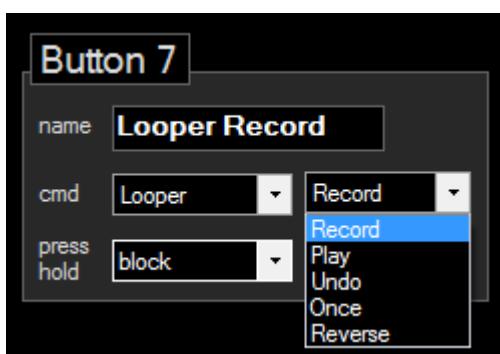 Button 7
name Looper Record
cmd Looper Record
Record
press
hold block
Play
Undo
Once
Reverse